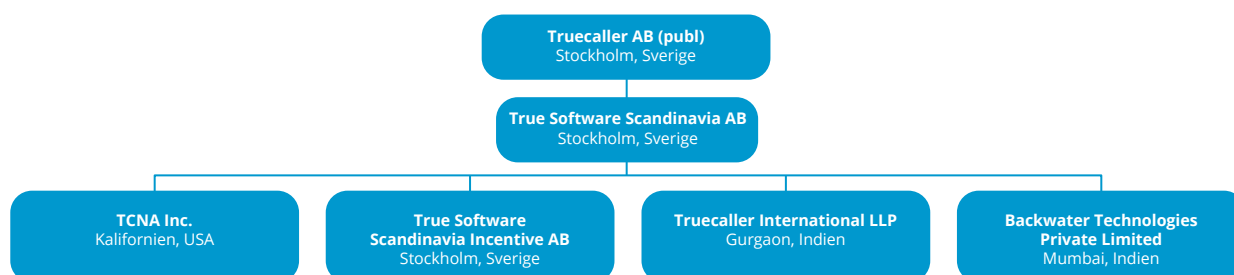 Truecaller AB (publ)
Stockholm, Sverige
True Software Scandinavia AB
Stockholm, Sverige
TCNA Inc.
Kalifornien, USA
True Software
Scandinavia Incentive AB
Stockholm, Sverige
Truecaller International LLP
Gurgaon, Indien
Backwater Technologies
Private Limited
Mumbai, Indien